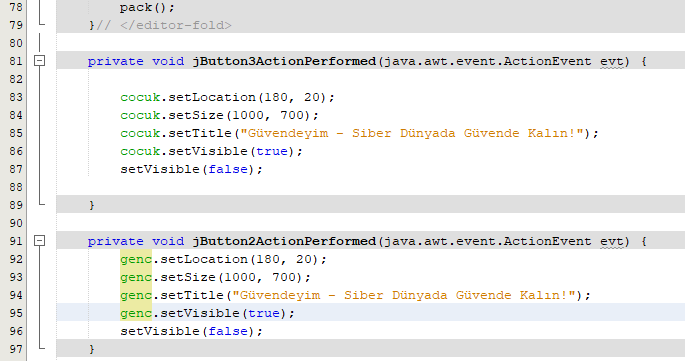 78 pack();
79 }// </editor-fold>
80
81 private void jButton3ActionPerformed(java.awt.event.ActionEvent evt) {
82
83 cocuk.setLocation(180, 20);
84 cocuk.setSize(1000, 700);
85 cocuk.setTitle("Güvendeyim - Siber Dünyada Güvende Kalın!");
86 cocuk.setVisible(true);
87 setVisible(false);
88
89 }
90
91 private void jButton2ActionPerformed(java.awt.event.ActionEvent evt) {
92 genc.setLocation(180, 20);
93 genc.setSize(1000, 700);
94 genc.setTitle("Güvendeyim - Siber Dünyada Güvende Kalın!");
95 genc.setVisible(true);
96 setVisible(false);
97 }